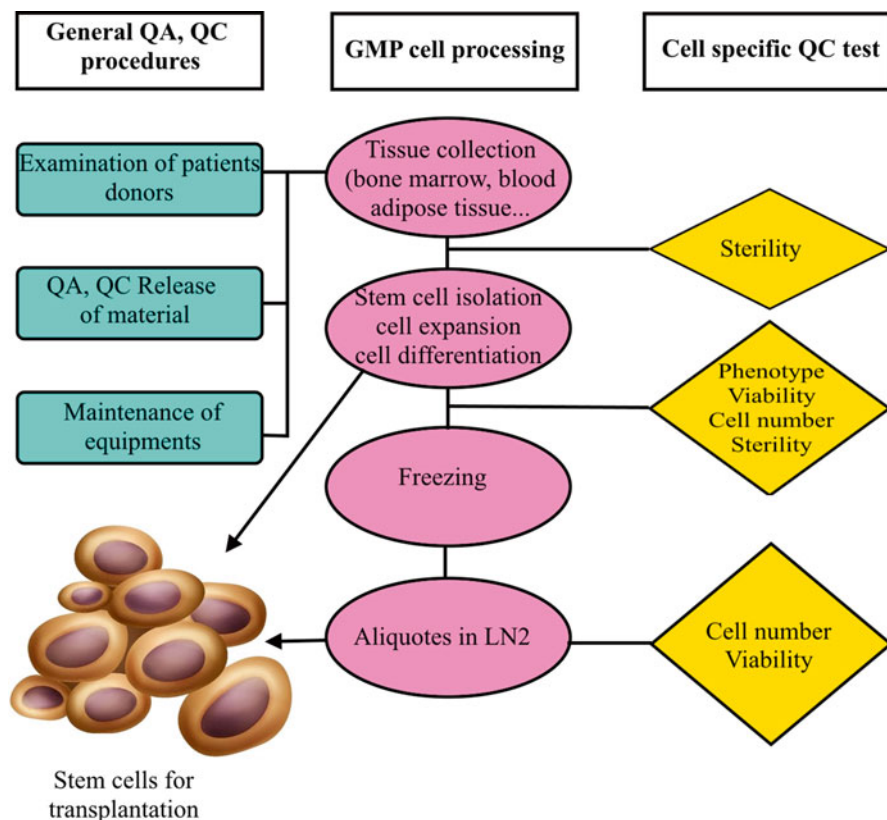 General QA, QC
procedures
GMP cell processing
Cell specific QC test
Examination of patients
donors
QA, QC Release
of material
Maintenance of
equipments
Tissue collection
(bone marrow, blood
adipose tissue...
Stem cell isolation
cell expansion
cell differentiation
Freezing
Aliquotes in LN2
Sterility
Phenotype
Viability
Cell number
Sterility
Cell number
Viability
Stem cells for
transplantation